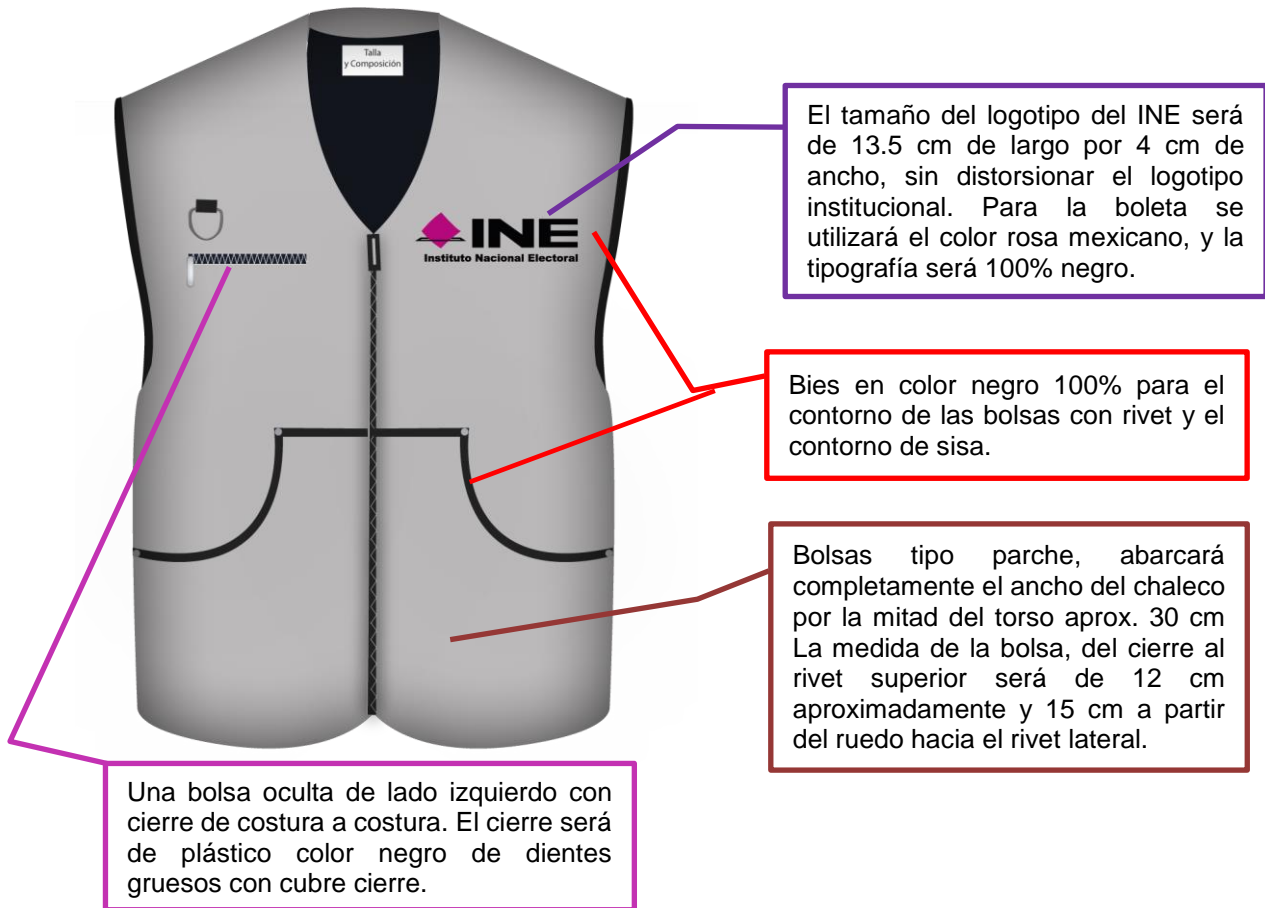 Talla
y Composición
INE
Instituto Nacional Electoral
El tamaño del logotipo del INE será
de 13.5 cm de largo por 4 cm de
ancho, sin distorsionar el logotipo
institucional. Para la boleta se
utilizará el color rosa mexicano, y la
tipografía será 100% negro.
Bies en color negro 100% para el
contorno de las bolsas con rivet y el
contorno de sisa.
Bolsas tipo parche, abarcará
completamente el ancho del chaleco
por la mitad del torso aprox. 30 cm
La medida de la bolsa, del cierre al
rivet superior será de 12 cm
aproximadamente y 15 cm a partir
del ruedo hacia el rivet lateral.
Una bolsa oculta de lado izquierdo con
cierre de costura a costura. El cierre será
de plástico color negro de dientes
gruesos con cubre cierre.